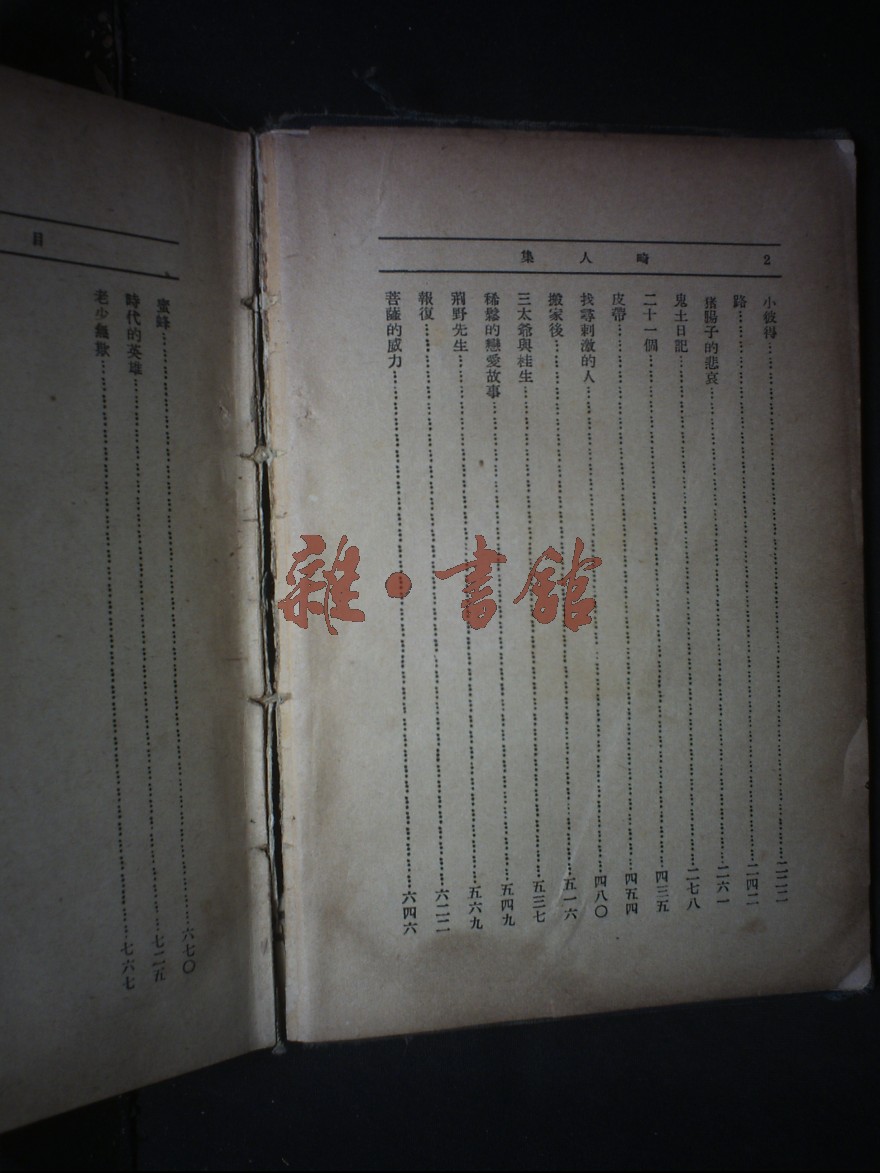 2 畸人集
小彼得 二二二
路 二四二
猪腸子的悲哀 二六一
鬼土日記 二七八
二十一個 四三五
皮帶 四五四
找尋刺激的人 四八〇
搬家後 五一六
三太爺與桂生 五三七
稀鬆的戀愛故事 五四九
荆野先生 五六九
報復 六二二
菩薩的威力 六四六
目
蜜蜂 六七〇
時代的英雄 七二五
老少無欺 七六七
雜·書館